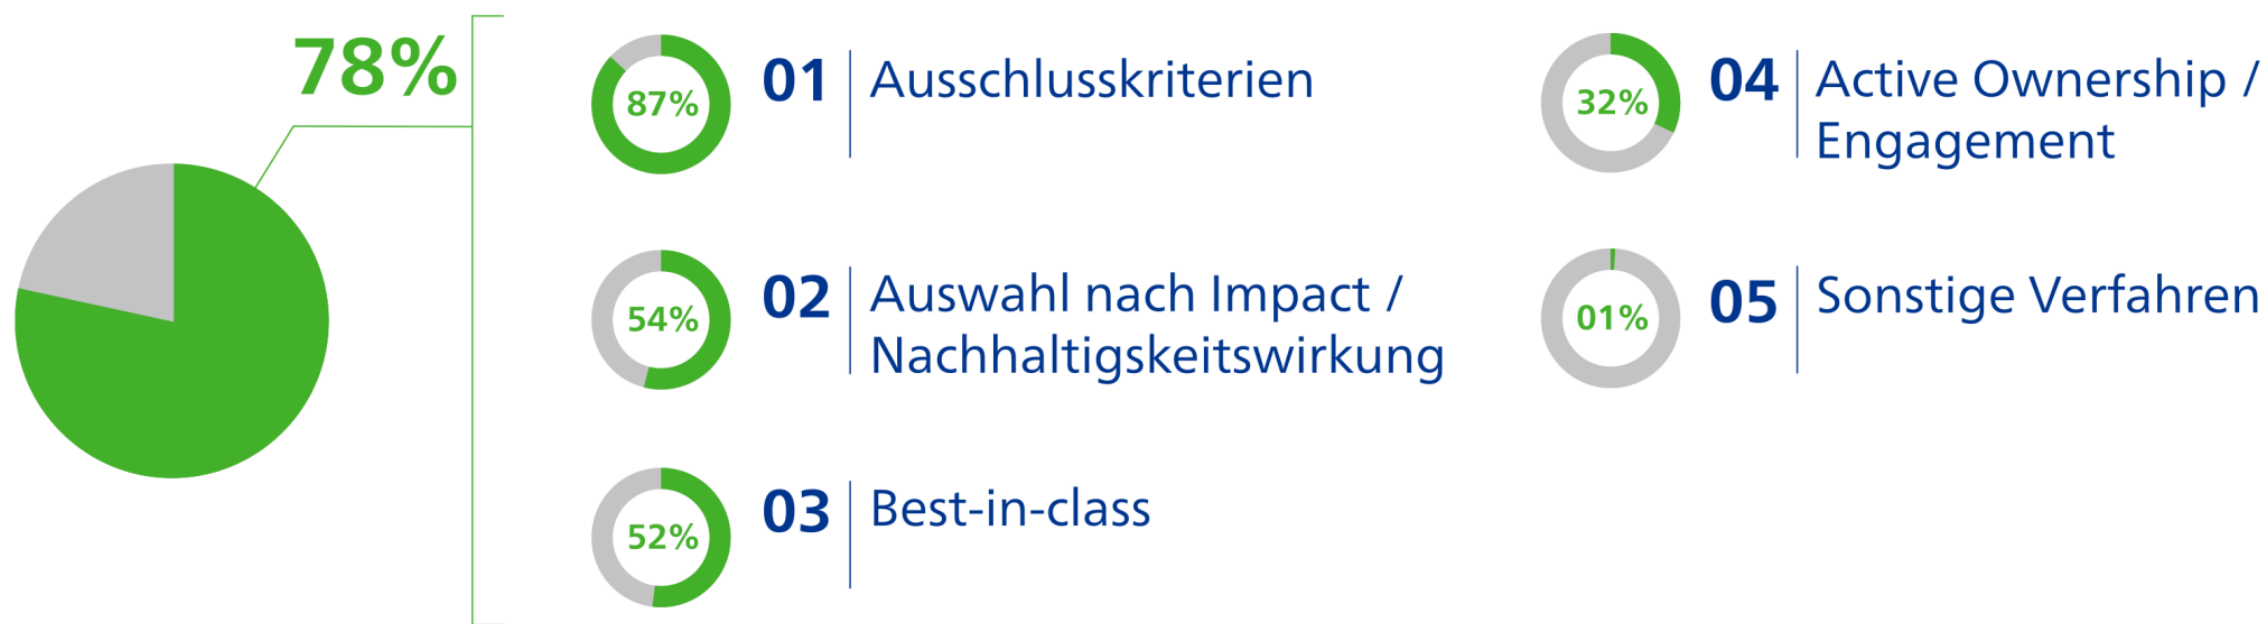 78%
87%
01
Ausschlusskriterien
54%
02
Auswahl nach Impact /
Nachhaltigskeitswirkung
52%
03
Best-in-class
32%
04
Active Ownership /
Engagement
01%
05
Sonstige Verfahren